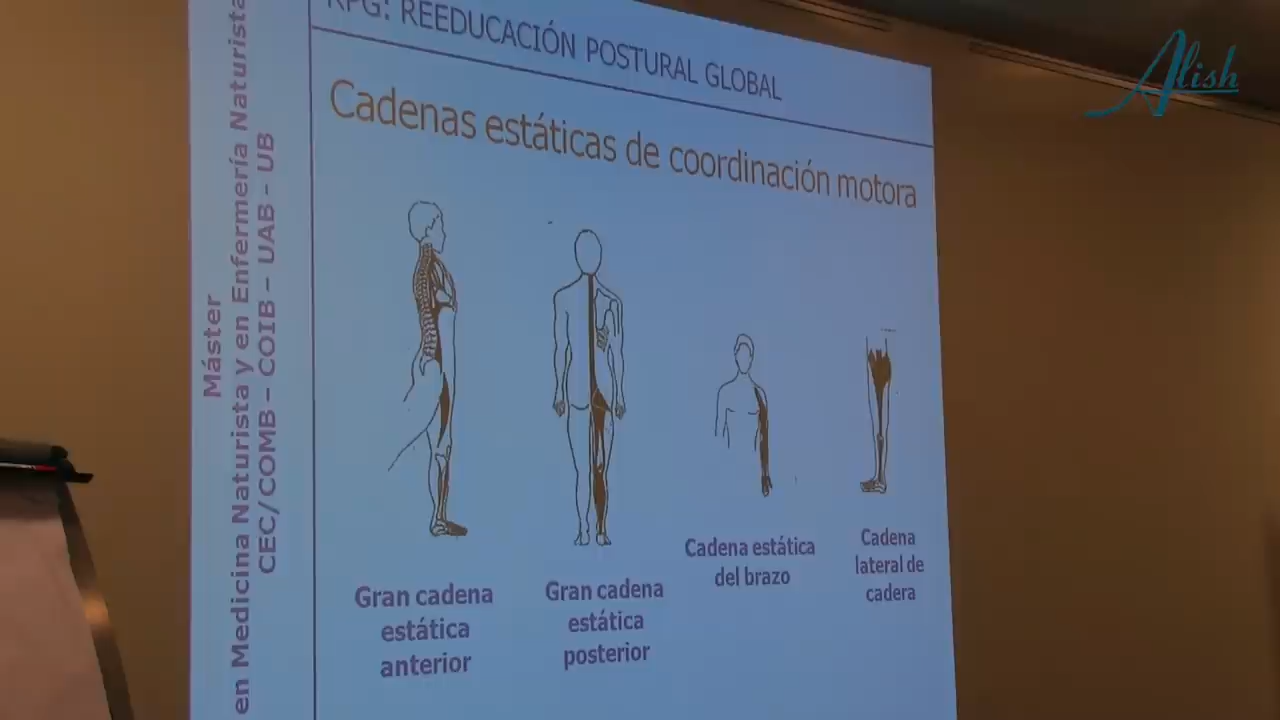 RPG: REEDUCACIÓN POSTURAL GLOBAL
Cadenas estáticas de coordinación motora
Máster
en Medicina Naturista y en Enfermería Naturista
CEC/COMB – COIB – UAB - UB
Gran cadena
estática
anterior
Gran cadena
estática
posterior
Cadena estática
del brazo
Cadena
lateral de
cadera
Alish